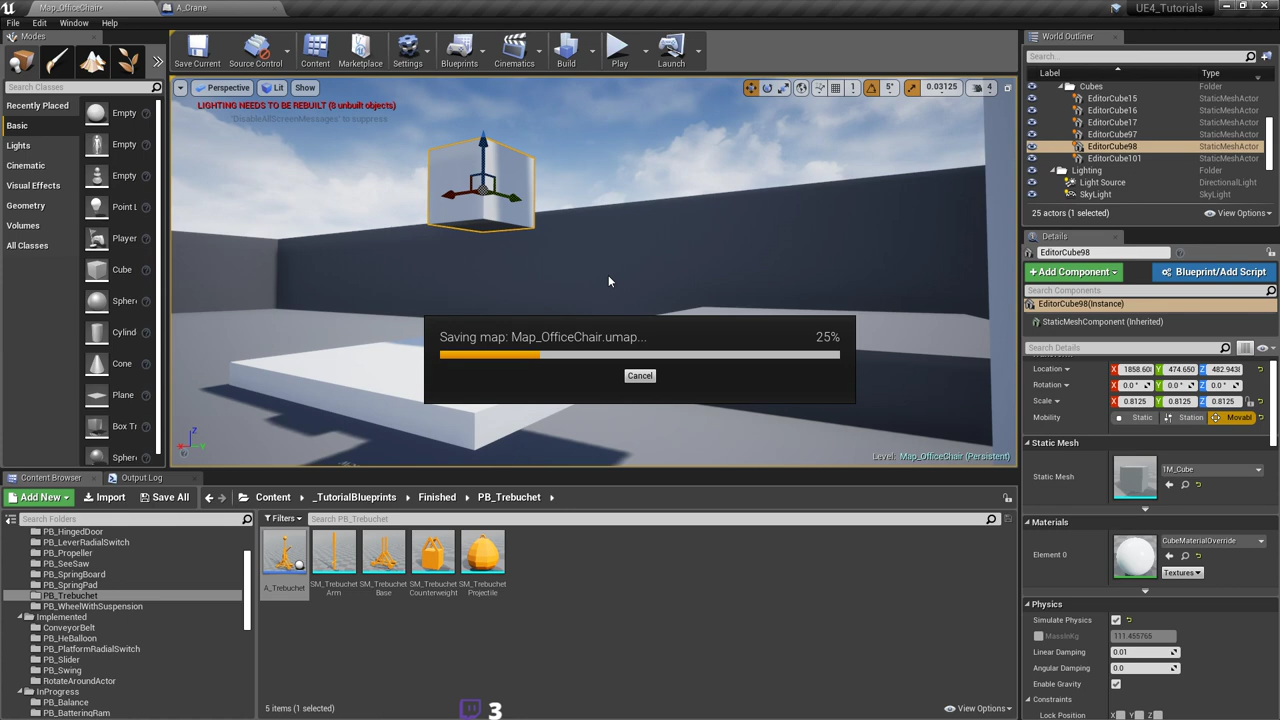 Map_OfficeChair*
A_Crane
UE4_Tutorials
File Edit Window Help
Modes
Search Classes
Recently Placed
Basic
Lights
Cinematic
Visual Effects
Geometry
Volumes
All Classes
Empty
Empty
Empty
Point L
Player
Cube
Spher
Cylind
Cone
Plane
Box Tr
Spher
Save Current
Source Control
Content
Marketplace
Settings
Blueprints
Cinematics
Build
Play
Launch
Perspective
Lit
Show
1
5°
0.03125
4
LIGHTING NEEDS TO BE REBUILT (8 unbuilt objects)
'DisableAllScreenMessages' to suppress
Saving map: Map_OfficeChair.umap... 25%
Cancel
Level: Map_OfficeChair (Persistent)
World Outliner
Search...
Label Type
Cubes Folder
EditorCube15 StaticMeshActor
EditorCube16 StaticMeshActor
EditorCube17 StaticMeshActor
EditorCube97 StaticMeshActor
EditorCube98 StaticMeshActor
EditorCube101 StaticMeshActor
Lighting Folder
Light Source DirectionalLight
SkyLight SkyLight
25 actors (1 selected) View Options
Details
EditorCube98
+Add Component
Blueprint/Add Script
Search Components
EditorCube98(Instance)
StaticMeshComponent (Inherited)
Search Details
Location X 1858.60 Y 474.650 Z 482.943
Rotation X 0.0 ° Y 0.0 ° Z 0.0 °
Scale X 0.8125 Y 0.8125 Z 0.8125
Mobility Static Station Movabl
Static Mesh
Static Mesh
1M_Cube
Materials
Element 0
CubeMaterialOverride
Textures
Physics
Simulate Physics
MassInKg 111.455765
Linear Damping 0.01
Angular Damping 0.0
Enable Gravity
Constraints
Lock Position X Y Z
Content Browser
Output Log
Add New
Import
Save All
Content
_TutorialBlueprints
Finished
PB_Trebuchet
Search Folders
Filters
Search PB_Trebuchet
PB_HingedDoor
PB_LeverRadialSwitch
PB_Propeller
PB_SeeSaw
PB_SpringBoard
PB_SpringPad
PB_Trebuchet
PB_WheelWithSuspension
Implemented
ConveyorBelt
PB_HeBalloon
PB_PlatformRadialSwitch
PB_Slider
PB_Swing
RotateAroundActor
InProgress
PB_Balance
PB_BatteringRam
A_Trebuchet
SM_Trebuchet
Arm
SM_Trebuchet
Base
SM_Trebuchet
Counterweight
SM_Trebuchet
Projectile
5 items (1 selected)
View Options
3
X
Y
Z